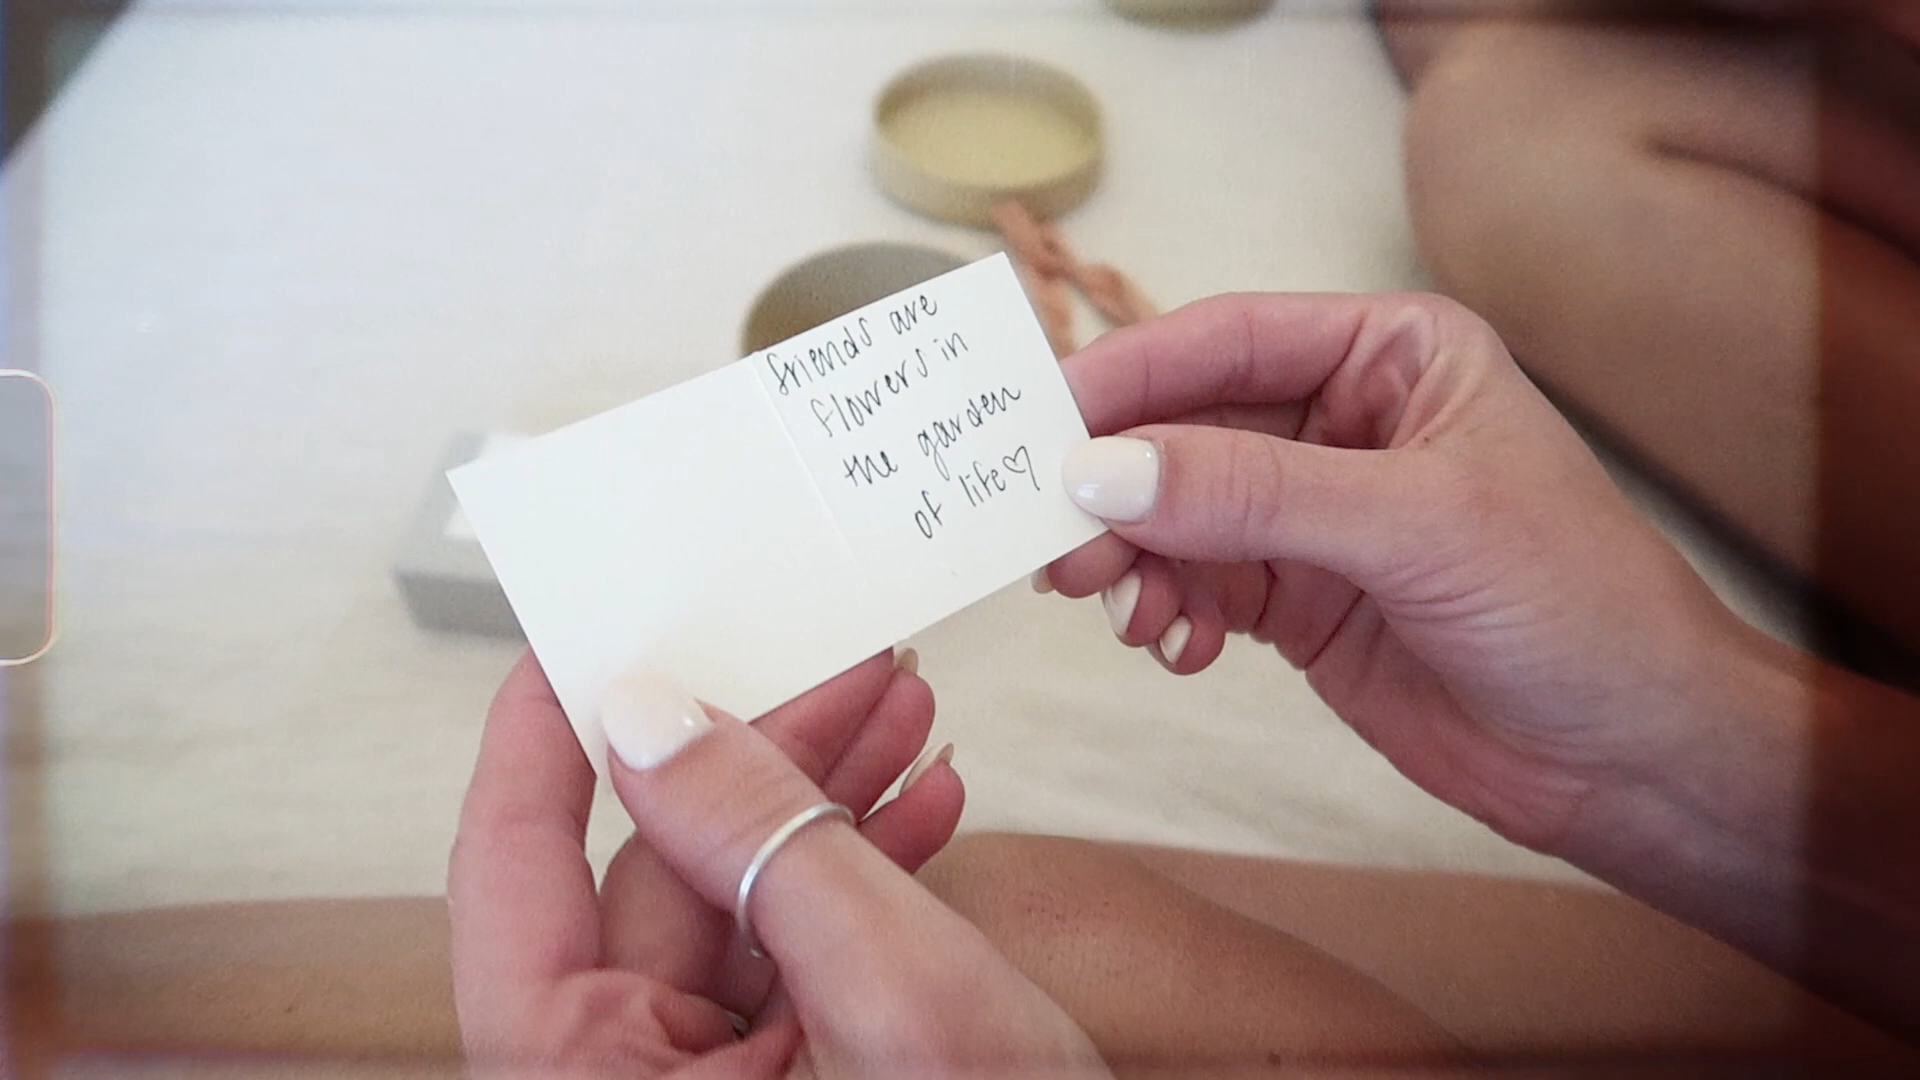 friends are
flowers in
the garden
of life♡